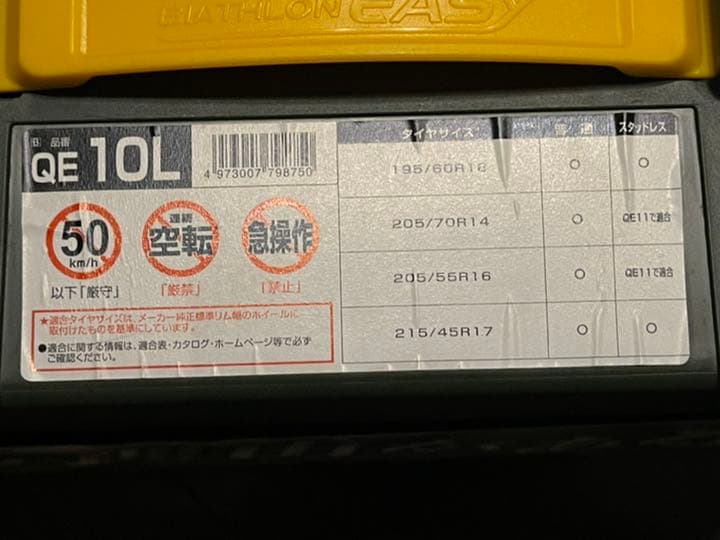 BIATHLON EASY
品番
QE 10L
4 973007 798750
50
km/h
以下「厳守」
連続
空転
「厳禁」
急操作
「禁止」
★適合タイヤサイズは、メーカー純正標準リム幅のホイールに
取付けたものを基準にしています。
●適合に関する情報は、適合表・カタログ・ホームページ等で必ず
ご確認ください。
タイヤサイズ 普通 スタッドレス
195/60R16 ○ ○
205/70R14 ○ QE11で適合
205/55R16 ○ QE11で適合
215/45R17 ○ ○